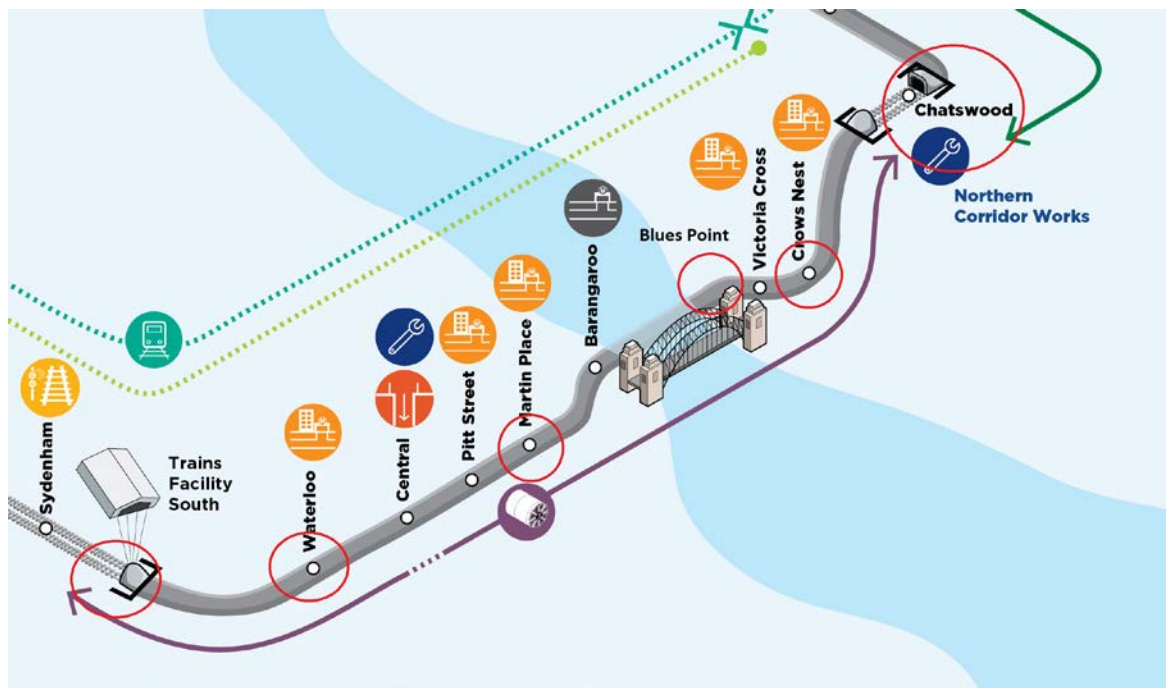 Chatswood
Northern
Corridor Works
Crows Nest
Victoria Cross
Blues Point
Barangaroo
Martin Place
Pitt Street
Central
Waterloo
Trains
Facility
South
Sydenham